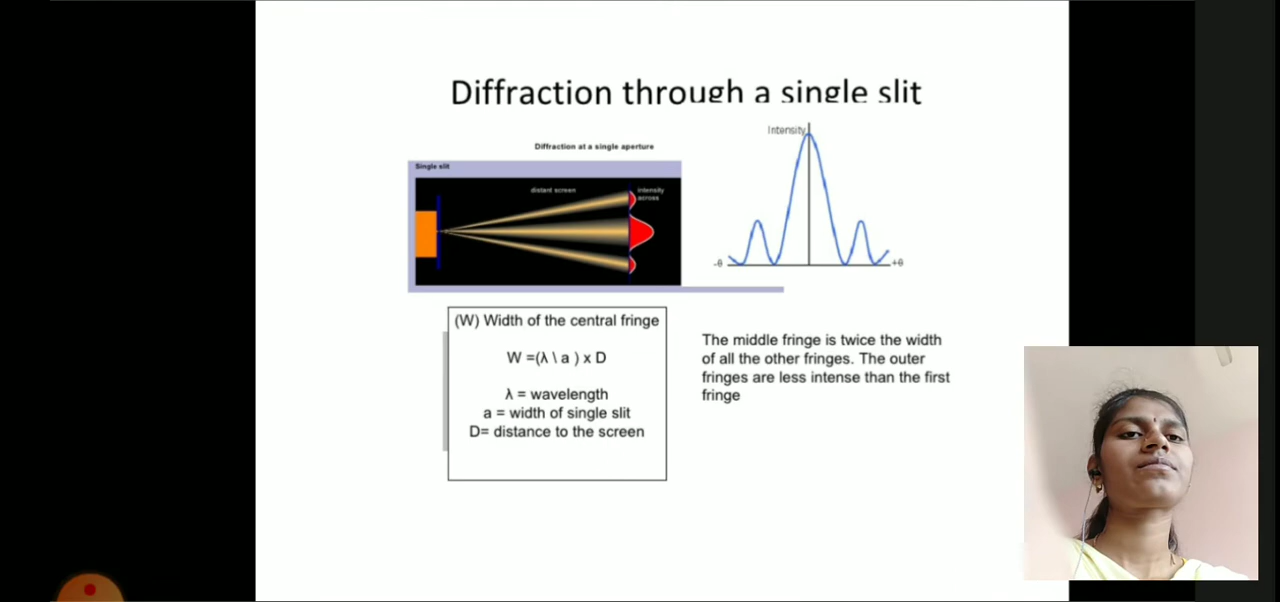 Diffraction through a single slit
Diffraction at a single aperture
Single slit
distant screen
intensity
across
Intensity
-θ
+θ
(W) Width of the central fringe
W =(λ \ a ) x D
λ = wavelength
a = width of single slit
D= distance to the screen
The middle fringe is twice the width
of all the other fringes. The outer
fringes are less intense than the first
fringe